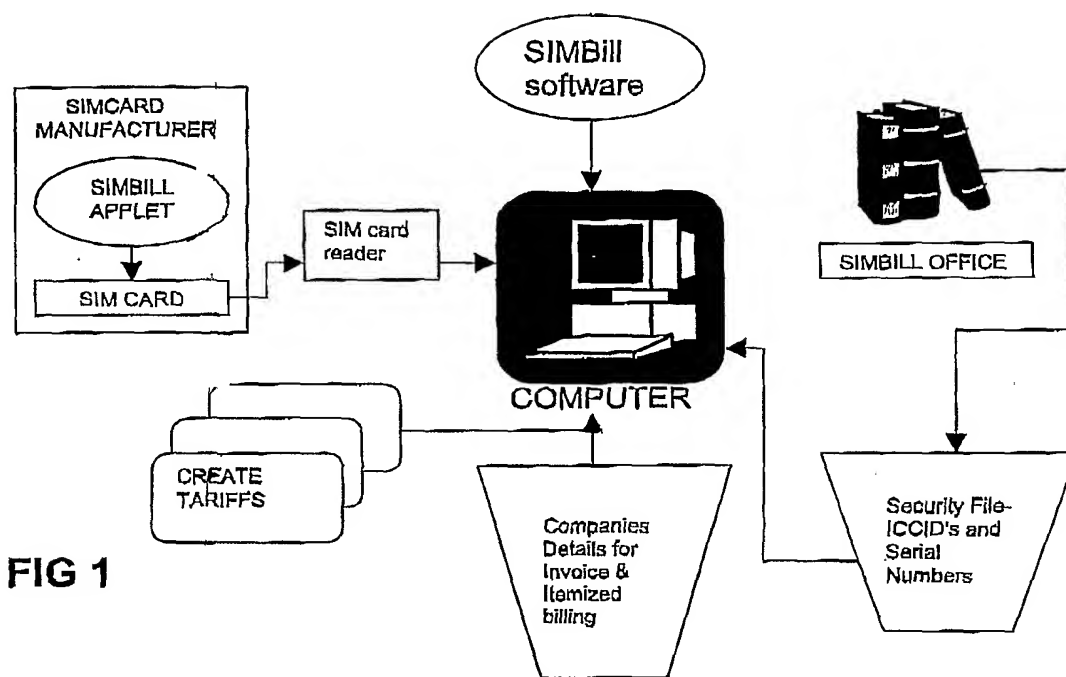 SIMBill
software
SIMCARD
MANUFACTURER
SIMBILL
APPLET
SIM CARD
SIM card
reader
SIMBILL OFFICE
COMPUTER
CREATE
TARIFFS
Companies
Details for
Invoice &
Itemized
billing
Security File-
ICCID's and
Serial
Numbers
FIG 1